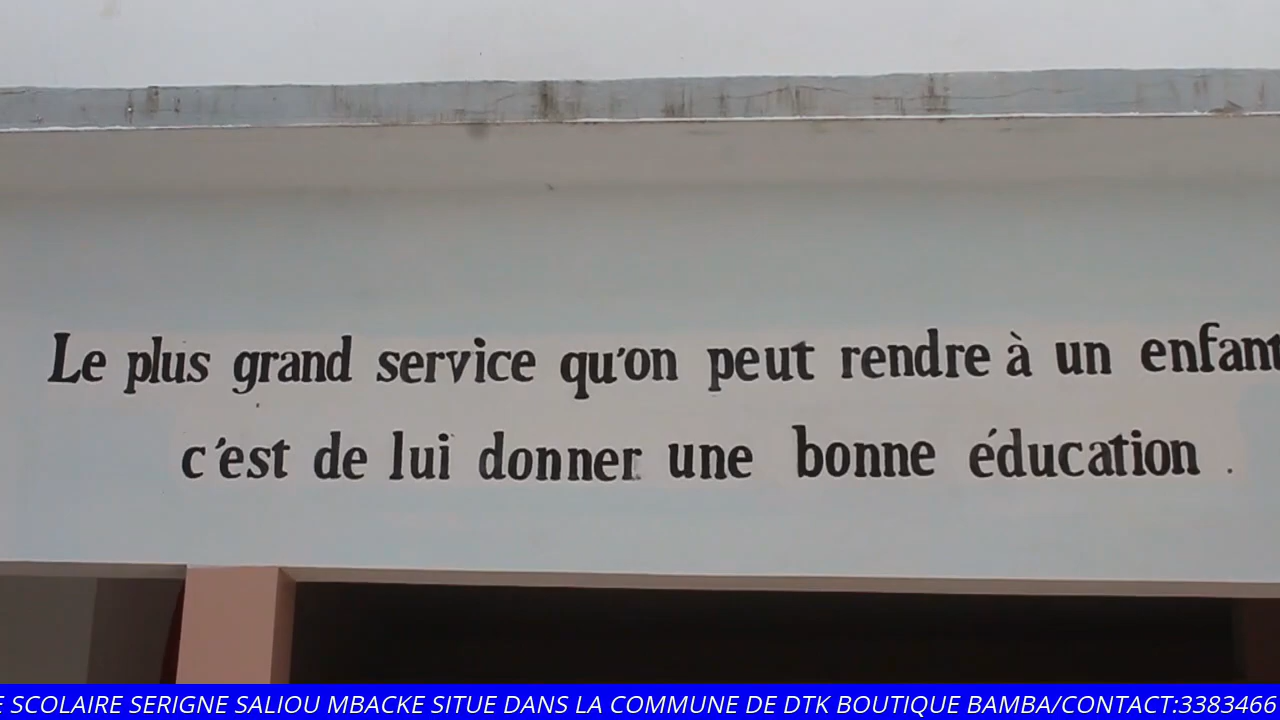 Le plus grand service qu'on peut rendre à un enfant
c'est de lui donner une bonne éducation .
E SCOLAIRE SERIGNE SALIOU MBACKE SITUE DANS LA COMMUNE DE DTK BOUTIQUE BAMBA/CONTACT:3383466